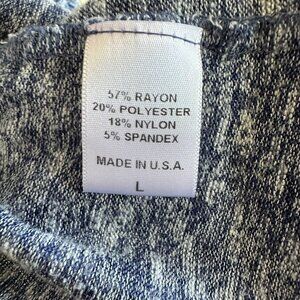 57% RAYON
20% POLYESTER
18% NYLON
5% SPANDEX
MADE IN U.S.A.
L